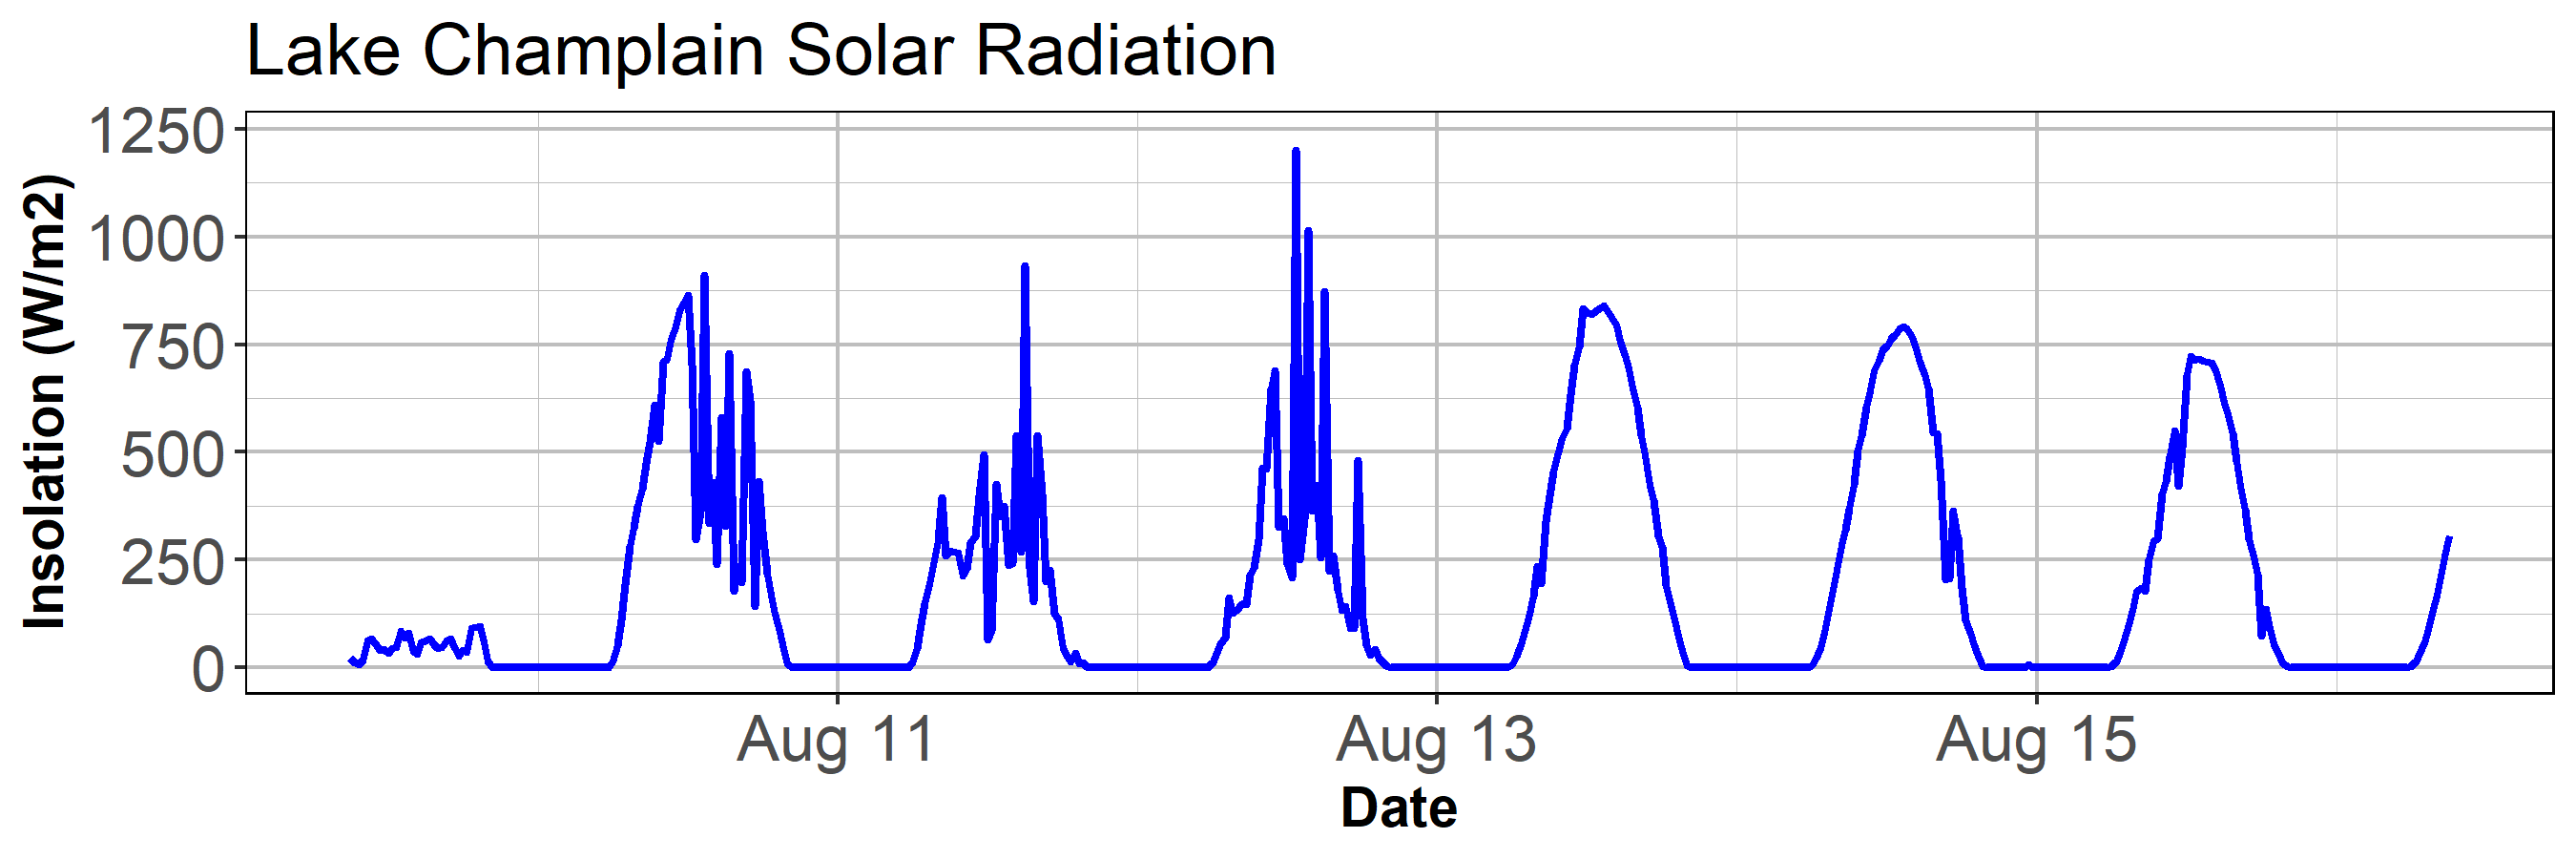 Lake Champlain Solar Radiation
1250
1000
750
500
250
0
Insolation (W/m2)
Aug 11
Aug 13
Aug 15
Date